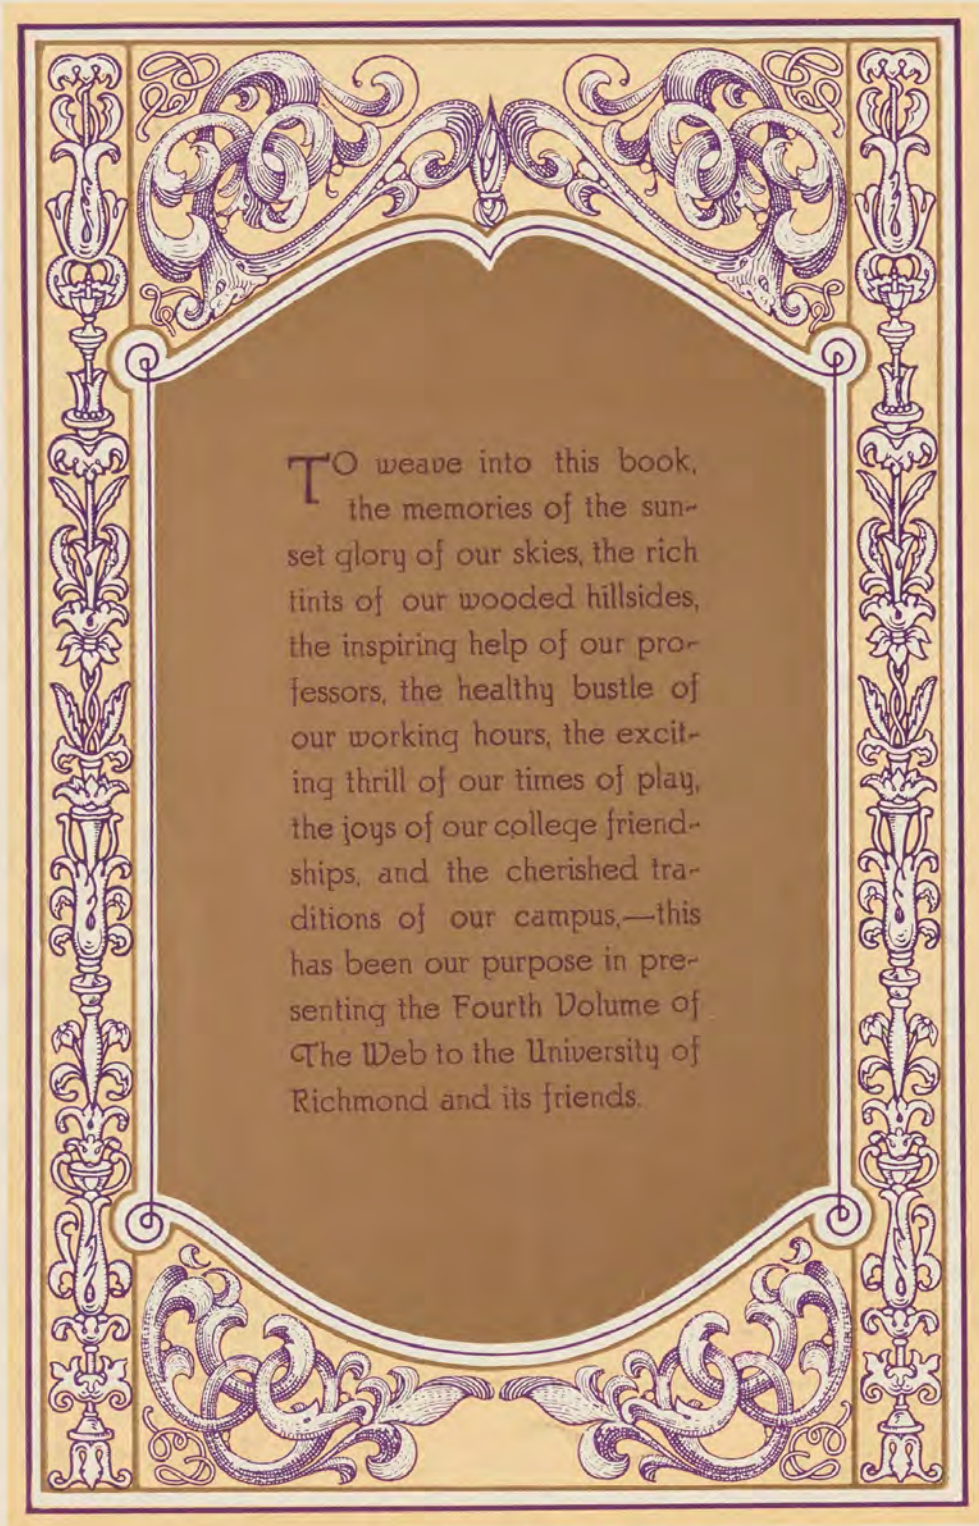 TO weave into this book,
the memories of the sun-
set glory of our skies, the rich
tints of our wooded hillsides,
the inspiring help of our pro-
fessors, the healthy bustle of
our working hours, the excit-
ing thrill of our times of play,
the joys of our college friend-
ships, and the cherished tra-
ditions of our campus,—this
has been our purpose in pre-
senting the Fourth Volume of
The Web to the University of
Richmond and its friends.